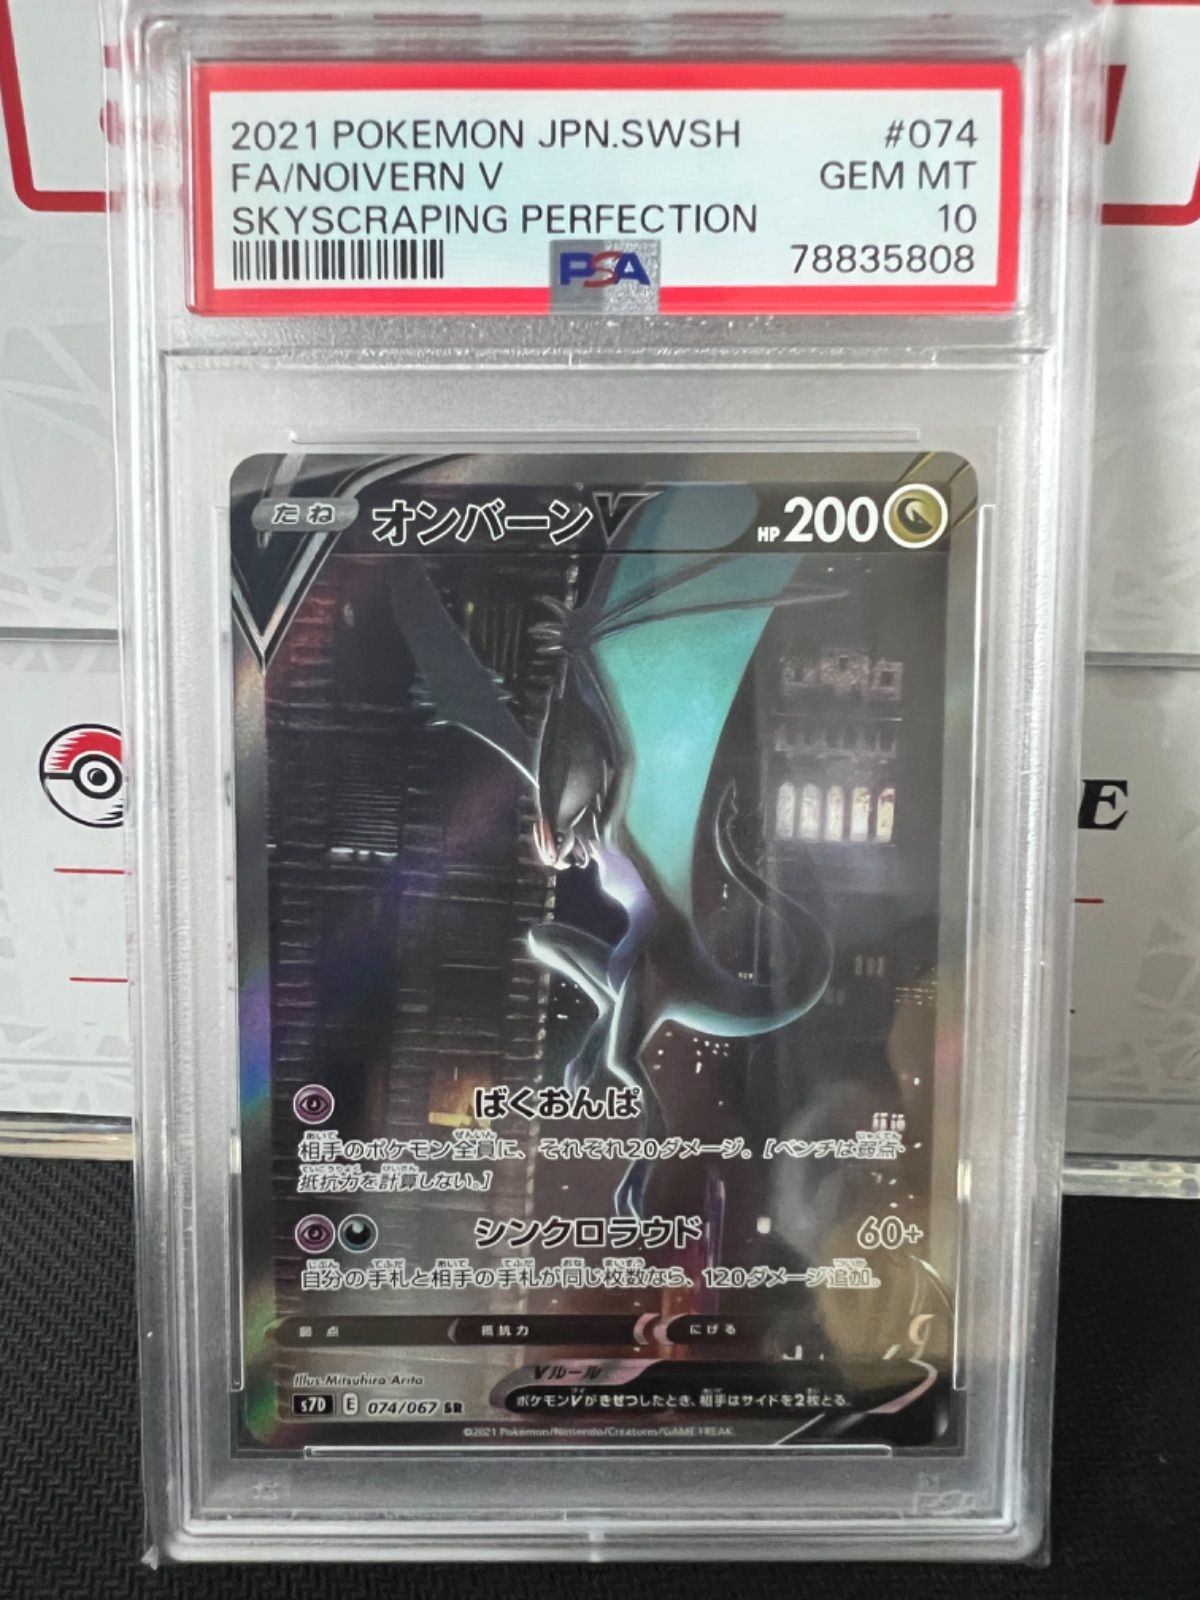 2021 POKEMON JPN.SWSH #074
FA/NOIVERN V GEM MT
SKYSCRAPING PERFECTION 10
PSA 78835808
たね オンバーンV HP 200
ばくおんぱ
相手のポケモン全員に、それぞれ20ダメージ。[ベンチは弱点・
抵抗力を計算しない。]
シンクロラウド 60+
自分の手札と相手の手札が同じ枚数なら、120ダメージ追加。
弱点 抵抗力 にげる
Illus. Mitsuhiro Arita
Vルール
ポケモンVがきぜつしたとき、相手はサイドを2枚とる。
s7D E 074/067 SR
©2021 Pokémon/Nintendo/Creatures/GAME FREAK.
E
PSA